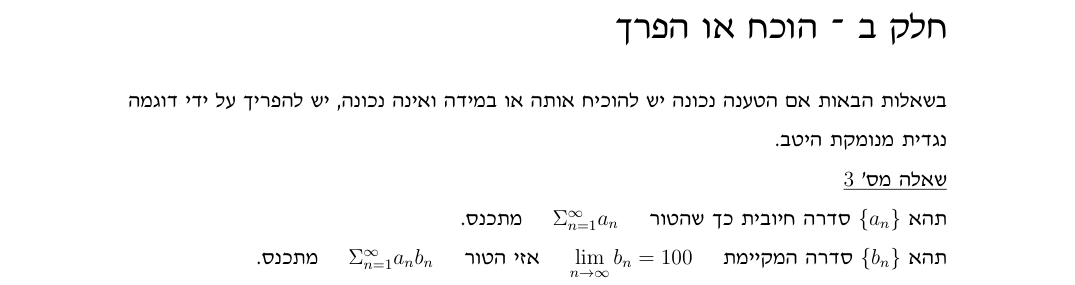 חלק ב - הוכח או הפרך
בשאלות הבאות אם הטענה נכונה יש להוכיח אותה או במידה ואינה נכונה, יש להפריך על ידי דוגמה
נגדית מנומקת היטב.
שאלה מס' 3
תהא {a_n} סדרה חיובית כך שהטור Σ_{n=1}^{∞} a_n מתכנס.
תהא {b_n} סדרה המקיימת lim_{n→∞} b_n = 100 אזי הטור Σ_{n=1}^{∞} a_n b_n מתכנס.